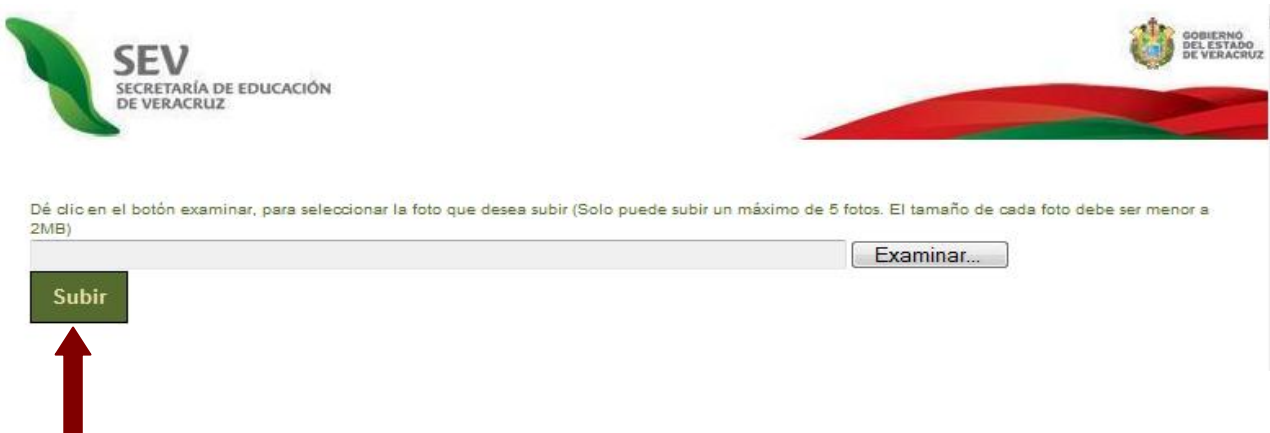 SEV
SECRETARÍA DE EDUCACIÓN
DE VERACRUZ
GOBIERNO
DEL ESTADO
DE VERACRUZ
Dé clic en el botón examinar, para seleccionar la foto que desea subir (Solo puede subir un máximo de 5 fotos. El tamaño de cada foto debe ser menor a
2MB)
Examinar...
Subir